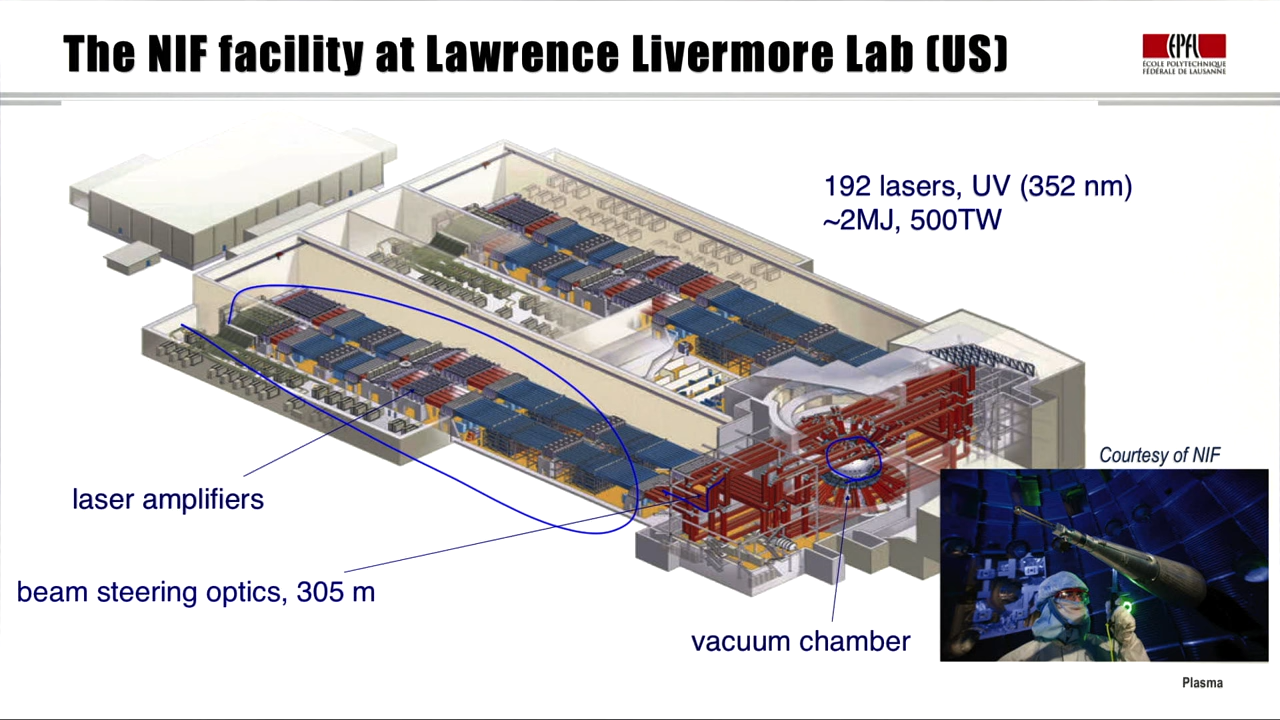 The NIF facility at Lawrence Livermore Lab (US)
EPFL
ÉCOLE POLYTECHNIQUE
FÉDÉRALE DE LAUSANNE
192 lasers, UV (352 nm)
~2MJ, 500TW
Courtesy of NIF
laser amplifiers
beam steering optics, 305 m
vacuum chamber
Plasma